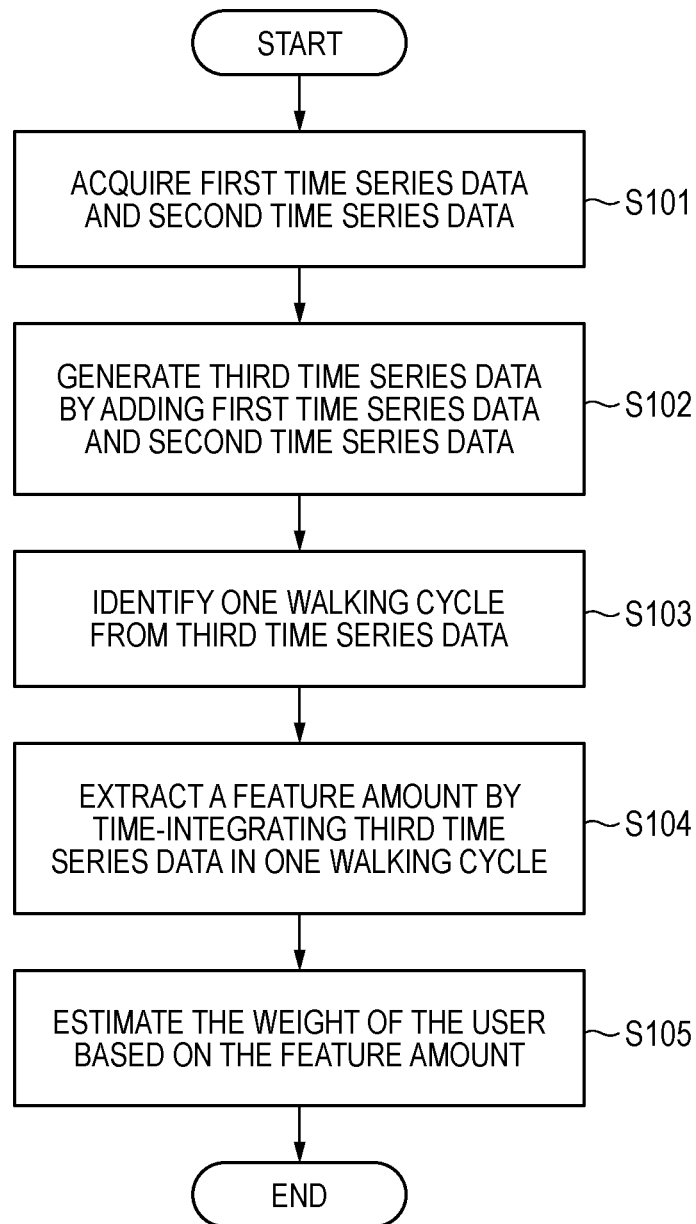 START
ACQUIRE FIRST TIME SERIES DATA
AND SECOND TIME SERIES DATA
S101
GENERATE THIRD TIME SERIES DATA
BY ADDING FIRST TIME SERIES DATA
AND SECOND TIME SERIES DATA
S102
IDENTIFY ONE WALKING CYCLE
FROM THIRD TIME SERIES DATA
S103
EXTRACT A FEATURE AMOUNT BY
TIME-INTEGRATING THIRD TIME
SERIES DATA IN ONE WALKING CYCLE
S104
ESTIMATE THE WEIGHT OF THE USER
BASED ON THE FEATURE AMOUNT
S105
END